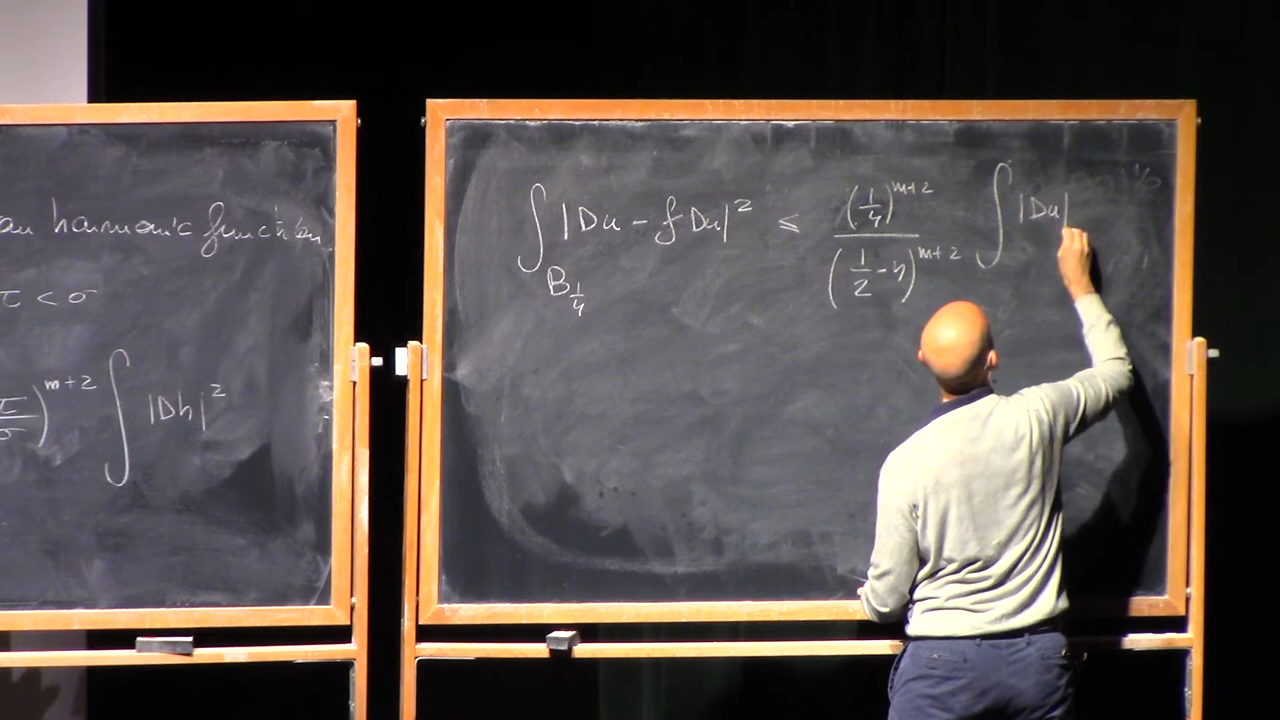 an harmonic function
τ < σ
(τ/σ)^{m+2} ∫ |Dh|^2
∫_{B_{1/4}} |Du - ⨍Du|^2 ≤ (1/4)^{m+2} / (1/2 - η)^{m+2} ∫ |Du|